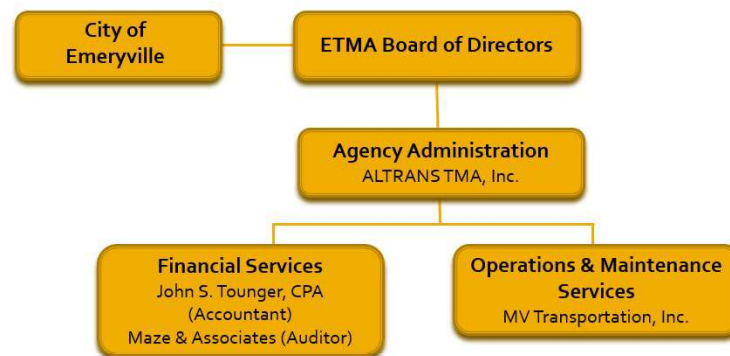 City of
Emeryville
ETMA Board of Directors
Agency Administration
ALTRANS TMA, Inc.
Financial Services
John S. Tounger, CPA
(Accountant)
Maze & Associates (Auditor)
Operations & Maintenance
Services
MV Transportation, Inc.